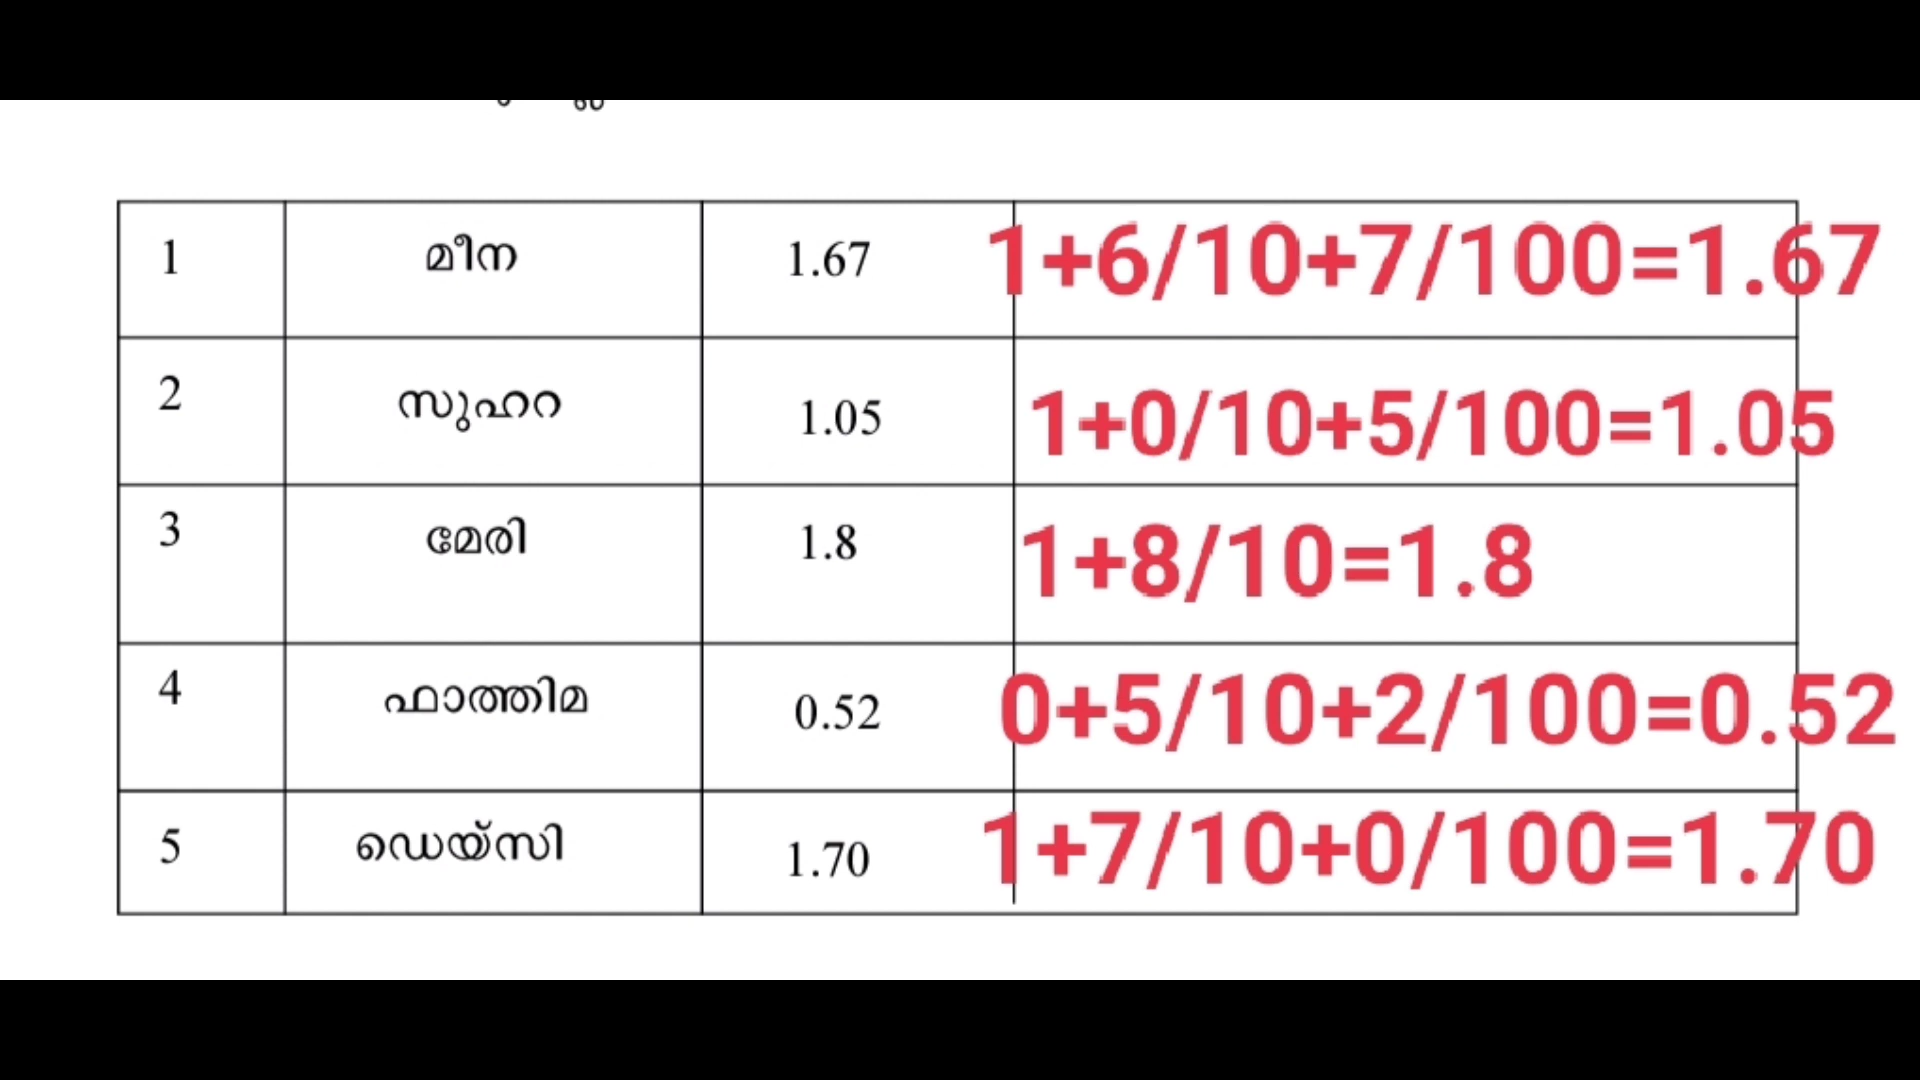 1 മീന 1.67 1+6/10+7/100=1.67
2 സുഹറ 1.05 1+0/10+5/100=1.05
3 മേരി 1.8 1+8/10=1.8
4 ഫാത്തിമ 0.52 0+5/10+2/100=0.52
5 ഡെയ്സി 1.70 1+7/10+0/100=1.70